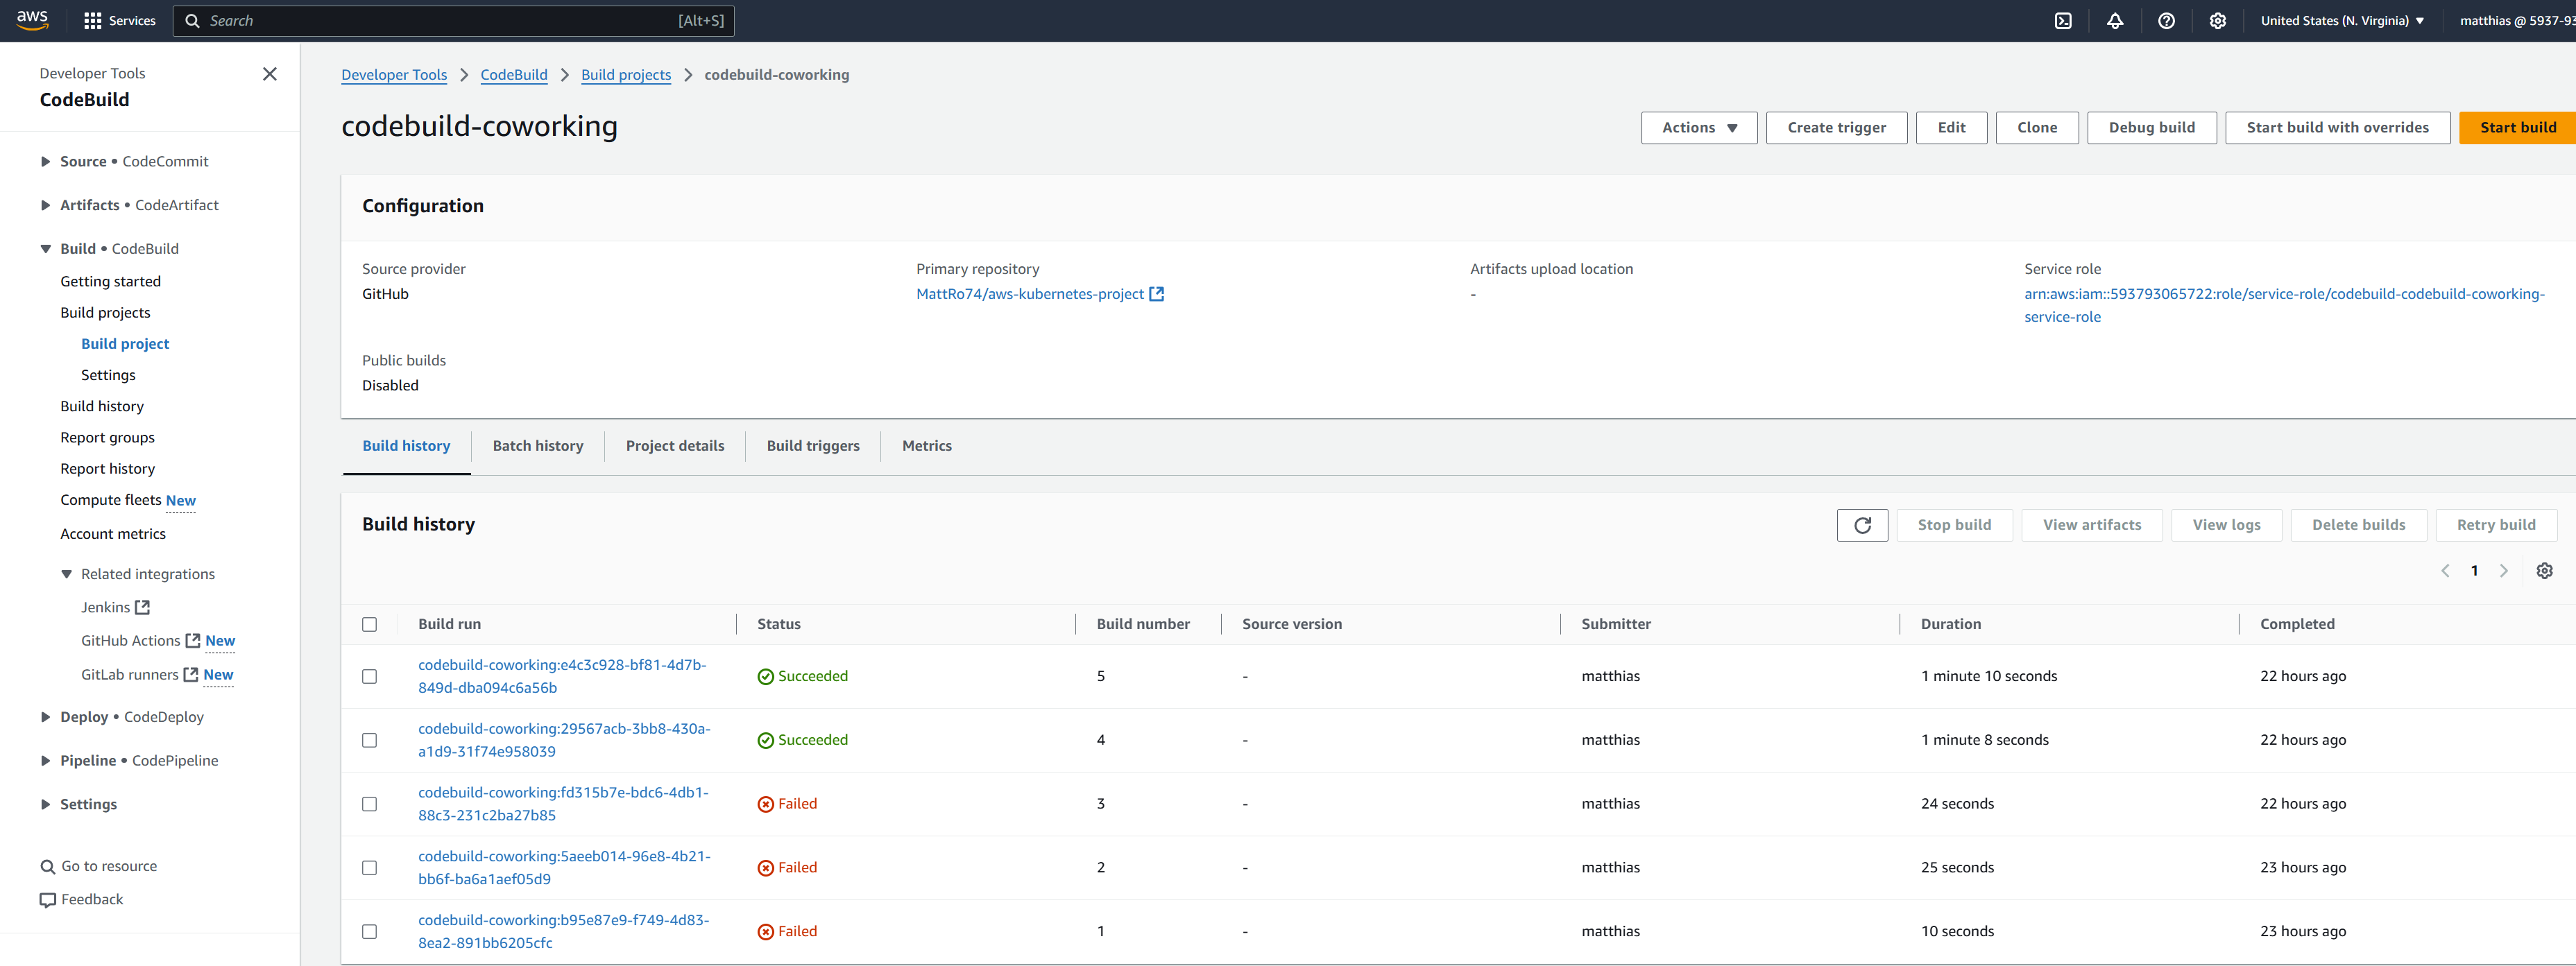 aws
Services
Search
[Alt+S]
United States (N. Virginia)
matthias @ 5937-93
Developer Tools
CodeBuild
Source • CodeCommit
Artifacts • CodeArtifact
Build • CodeBuild
Getting started
Build projects
Build project
Settings
Build history
Report groups
Report history
Compute fleets New
Account metrics
Related integrations
Jenkins
GitHub Actions New
GitLab runners New
Deploy • CodeDeploy
Pipeline • CodePipeline
Settings
Go to resource
Feedback
Developer Tools > CodeBuild > Build projects > codebuild-coworking
codebuild-coworking
Actions
Create trigger
Edit
Clone
Debug build
Start build with overrides
Start build
Configuration
Source provider
GitHub
Primary repository
MattRo74/aws-kubernetes-project
Artifacts upload location
-
Service role
arn:aws:iam::593793065722:role/service-role/codebuild-codebuild-coworking-
service-role
Public builds
Disabled
Build history
Batch history
Project details
Build triggers
Metrics
Build history
Stop build
View artifacts
View logs
Delete builds
Retry build
1
Build run Status Build number Source version Submitter Duration Completed
codebuild-coworking:e4c3c928-bf81-4d7b-
849d-dba094c6a56b
Succeeded 5 - matthias 1 minute 10 seconds 22 hours ago
codebuild-coworking:29567acb-3bb8-430a-
a1d9-31f74e958039
Succeeded 4 - matthias 1 minute 8 seconds 22 hours ago
codebuild-coworking:fd315b7e-bdc6-4db1-
88c3-231c2ba27b85
Failed 3 - matthias 24 seconds 22 hours ago
codebuild-coworking:5aeeb014-96e8-4b21-
bb6f-ba6a1aef05d9
Failed 2 - matthias 25 seconds 23 hours ago
codebuild-coworking:b95e87e9-f749-4d83-
8ea2-891bb6205cfc
Failed 1 - matthias 10 seconds 23 hours ago